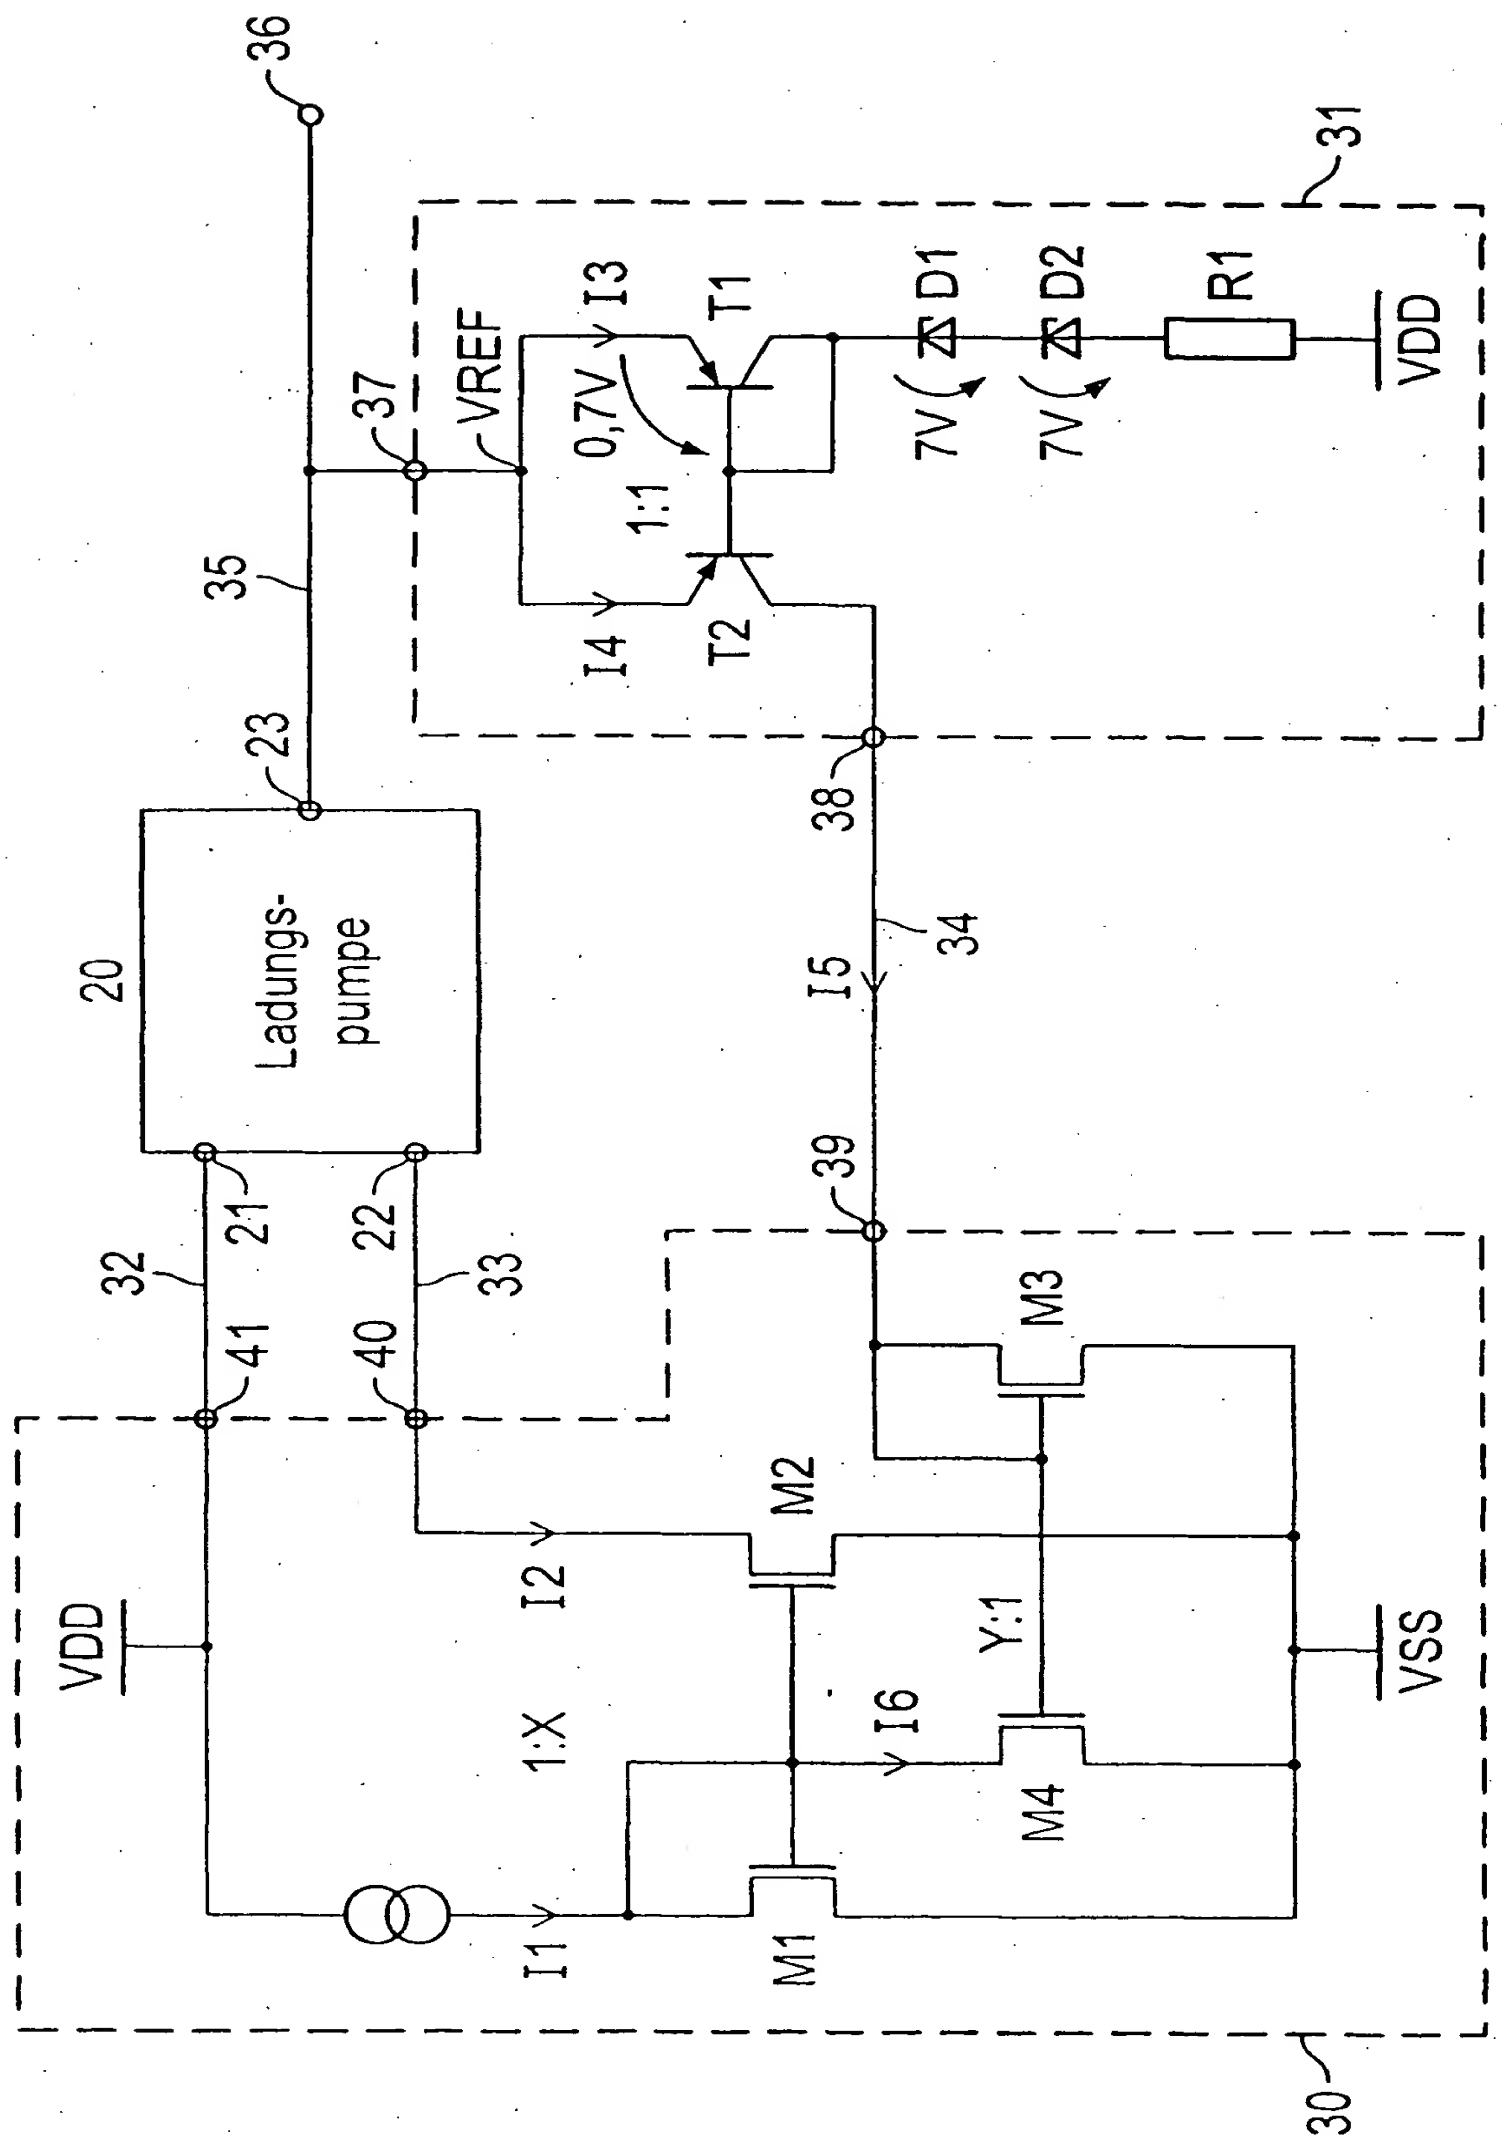 36
31
35
37
VREF
I3
0,7V
T1
1:1
I4
T2
D1
7V
D2
7V
R1
VDD
23
20
Ladungs-
pumpe
38
34
I5
21
22
32
33
39
41
40
M3
M2
I2
VDD
1:X
Y:1
I6
M4
VSS
I1
M1
30